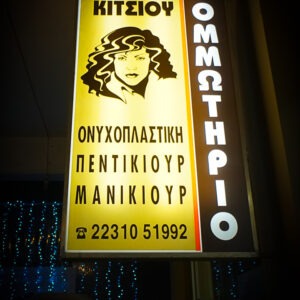 ΚΙΤΣΙΟΥ
ΟΝΥΧΟΠΛΑΣΤΙΚΗ
ΠΕΝΤΙΚΙΟΥΡ
ΜΑΝΙΚΙΟΥΡ
☎ 22310 51992
ΟΜΜΩΤΗΡΙΟ